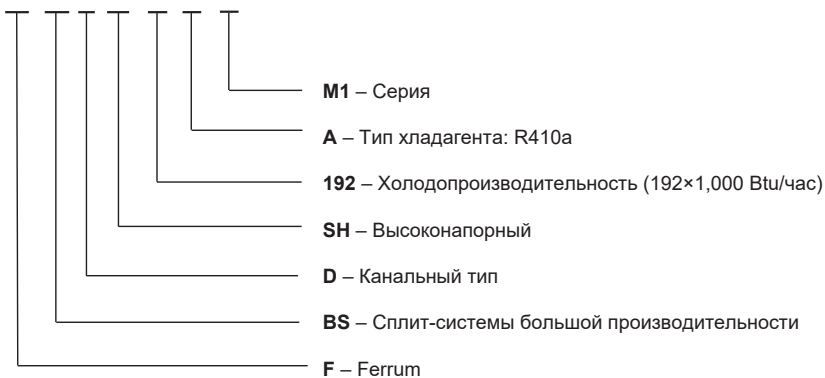 M1 – Серия
A – Тип хладагента: R410a
192 – Холодопроизводительность (192×1,000 Btu/час)
SH – Высоконапорный
D – Канальный тип
BS – Сплит-системы большой производительности
F – Ferrum